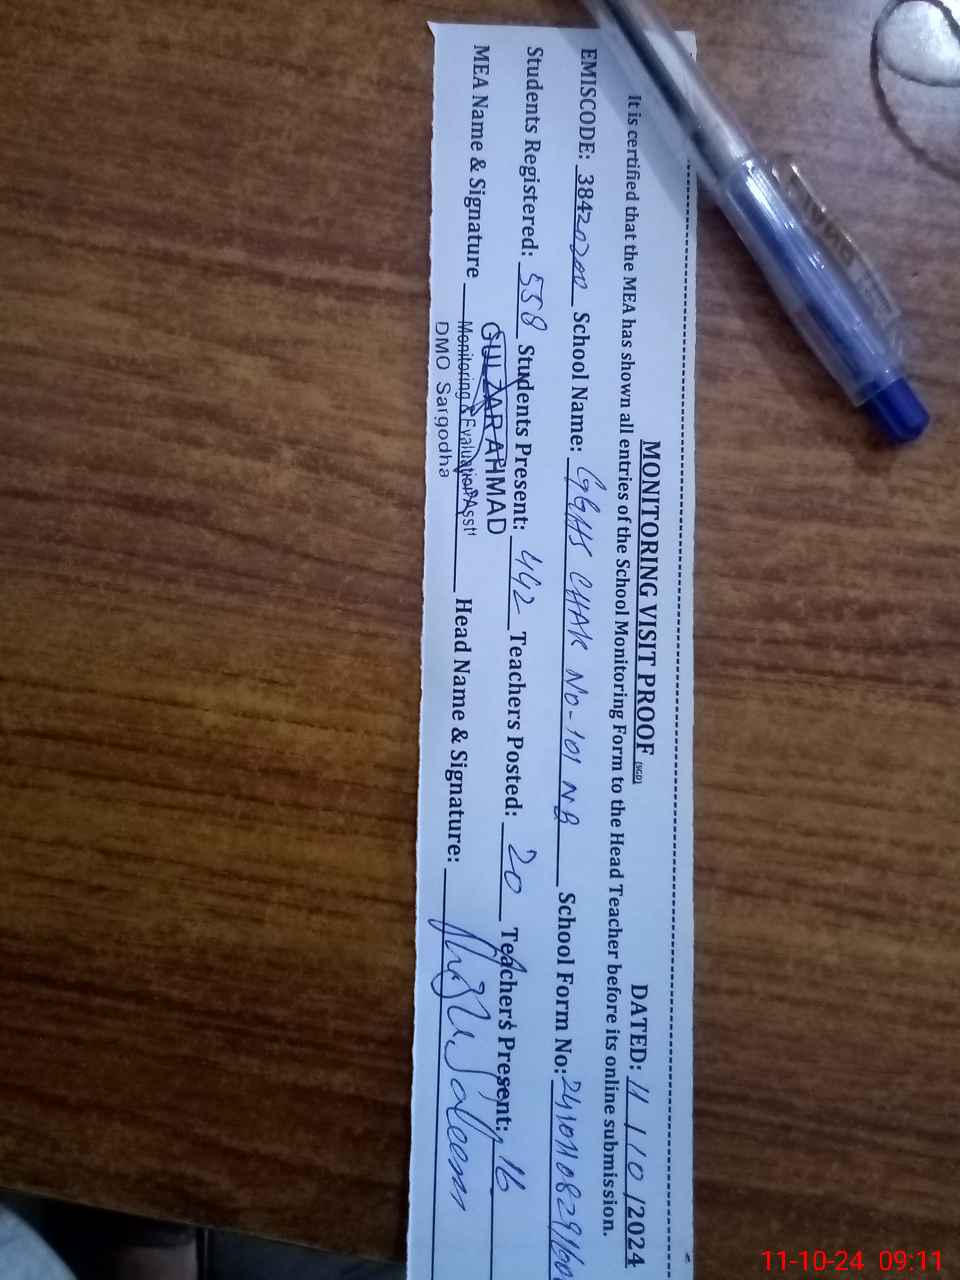 MONITORING VISIT PROOF (SGD) DATED: 11/10/2024
It is certified that the MEA has shown all entries of the School Monitoring Form to the Head Teacher before its online submission.
EMISCODE: 38420200 School Name: GGHS CHAK NO-101 NB School Form No:
Students Registered: 558 Students Present: 442 Teachers Posted: 20 Teachers Present: 16
MEA Name & Signature Head Name & Signature:
GULZAR AHMAD
Monitoring & Evaluation Asst'
DMO Sargodha
11-10-24 09:11